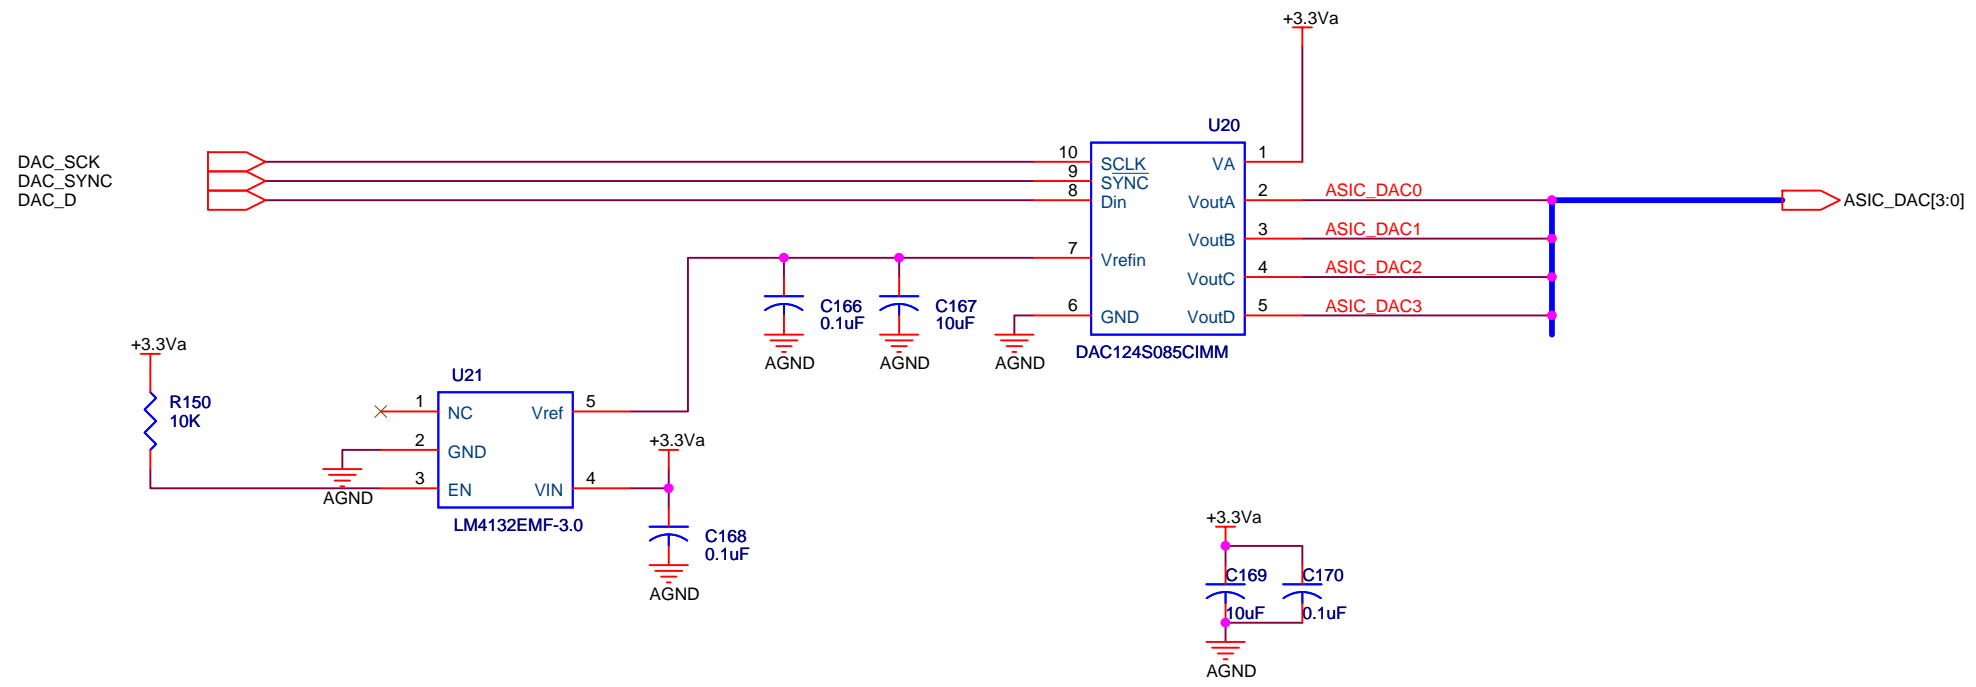 +3.3Va
U20
DAC_SCK
DAC_SYNC
DAC_D
10
9
8
7
6
SCLK
SYNC
Din
Vrefin
GND
VA
VoutA
VoutB
VoutC
VoutD
1
2
3
4
5
ASIC_DAC0
ASIC_DAC1
ASIC_DAC2
ASIC_DAC3
ASIC_DAC[3:0]
DAC124S085CIMM
C166
0.1uF
AGND
C167
10uF
AGND
AGND
+3.3Va
R150
10K
U21
1
2
3
NC
GND
EN
Vref
VIN
5
4
AGND
LM4132EMF-3.0
+3.3Va
C168
0.1uF
AGND
+3.3Va
C169
10uF
C170
0.1uF
AGND